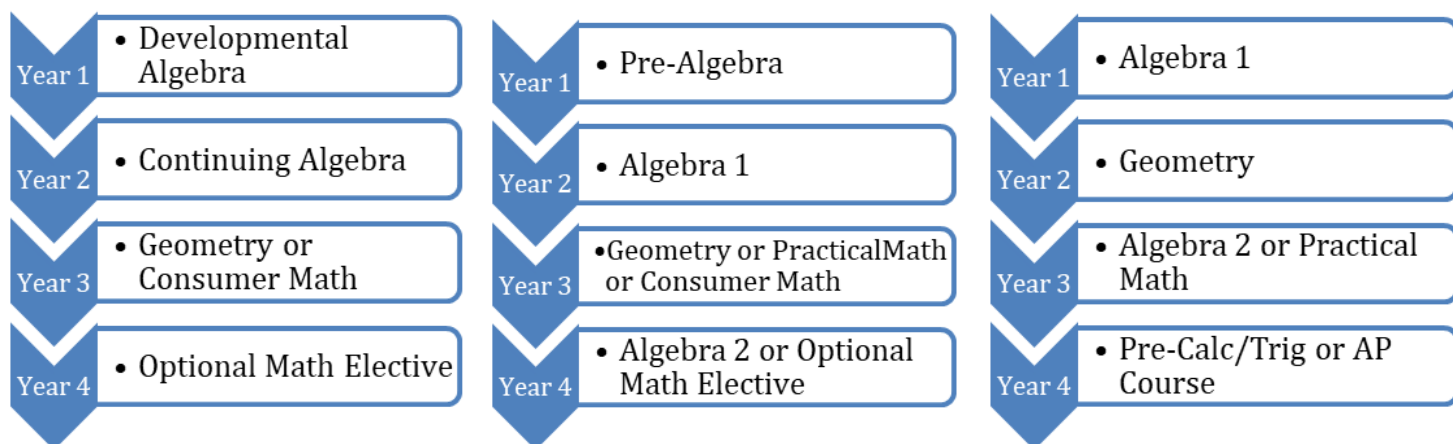 Year 1
• Developmental
Algebra
Year 2
• Continuing Algebra
Year 3
• Geometry or
Consumer Math
Year 4
• Optional Math Elective
Year 1
• Pre-Algebra
Year 2
• Algebra 1
Year 3
•Geometry or PracticalMath
or Consumer Math
Year 4
• Algebra 2 or Optional
Math Elective
Year 1
• Algebra 1
Year 2
• Geometry
Year 3
• Algebra 2 or Practical
Math
Year 4
• Pre-Calc/Trig or AP
Course